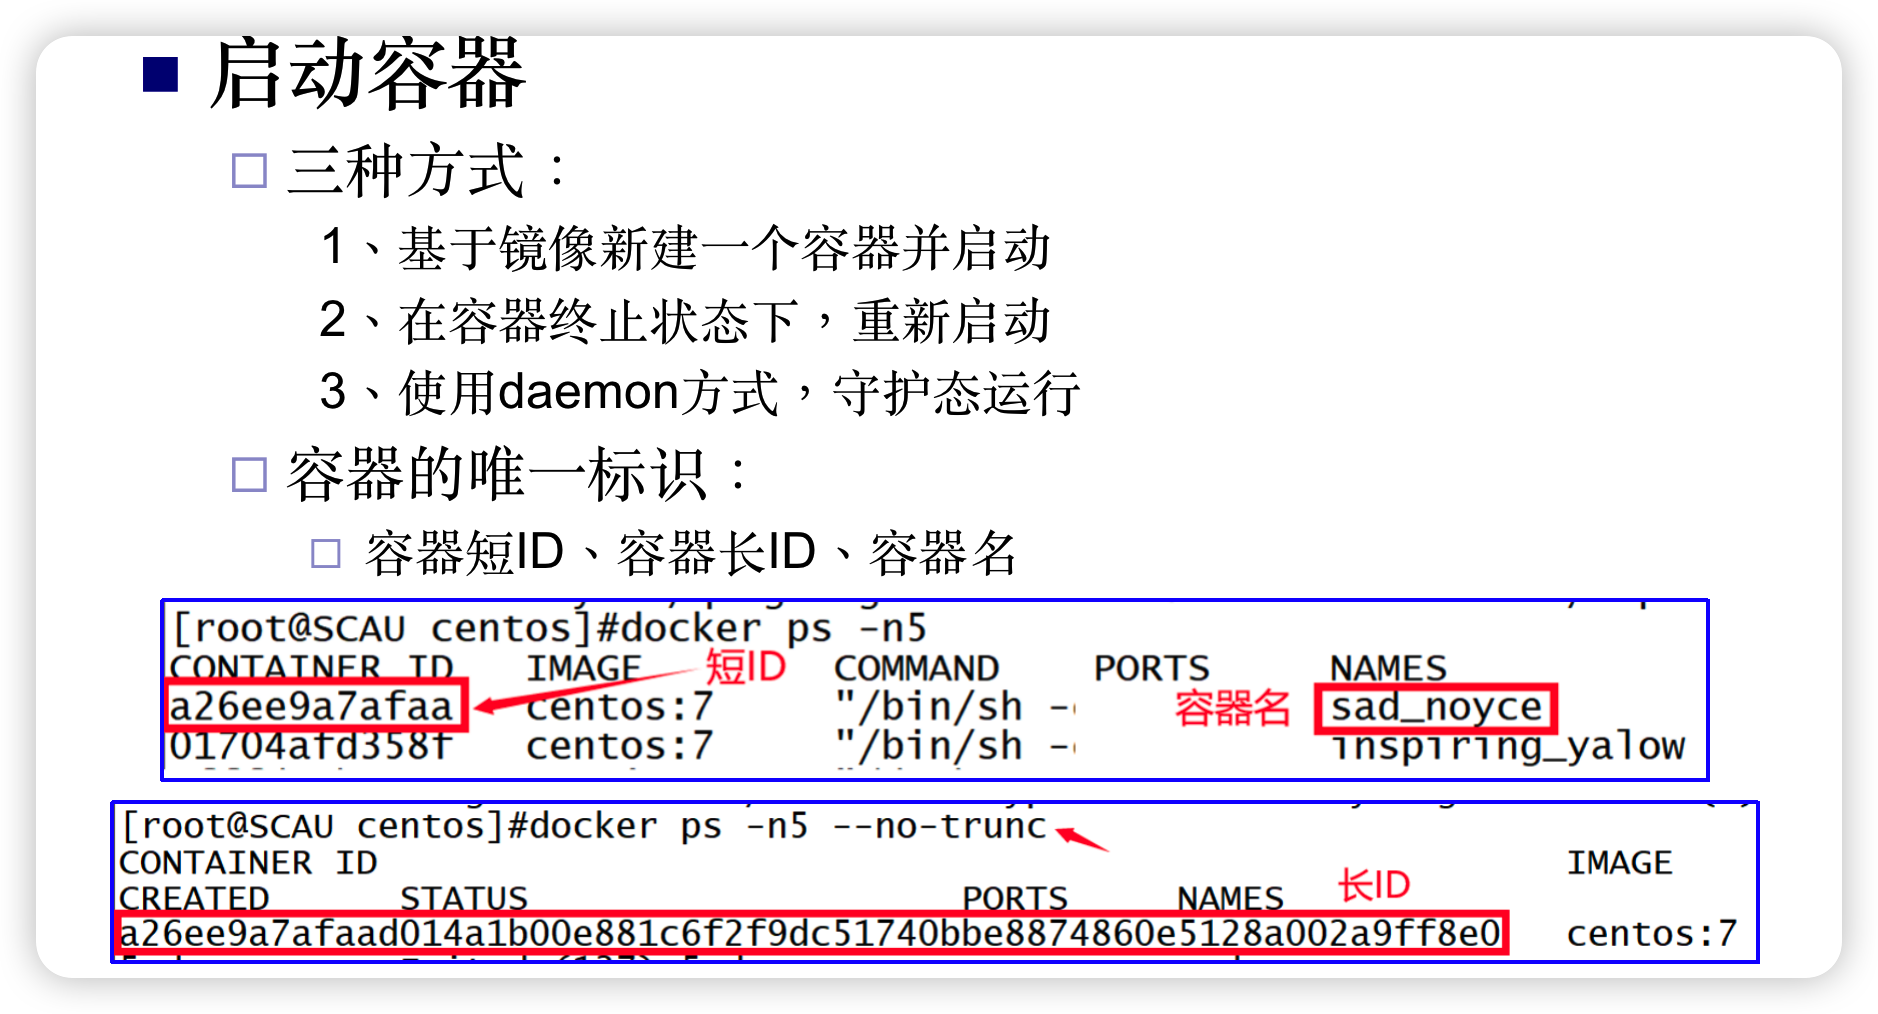 启动容器
三种方式：
1、基于镜像新建一个容器并启动
2、在容器终止状态下，重新启动
3、使用daemon方式，守护态运行
容器的唯一标识：
容器短ID、容器长ID、容器名
[root@SCAU centos]#docker ps -n5
CONTAINER ID IMAGE 短ID COMMAND PORTS NAMES
a26ee9a7afaa centos:7 "/bin/sh - 容器名 sad_noyce
01704afd358f centos:7 "/bin/sh - inspiring_yalow
[root@SCAU centos]#docker ps -n5 --no-trunc
CONTAINER ID IMAGE
CREATED STATUS PORTS NAMES 长ID
a26ee9a7afaad014a1b00e881c6f2f9dc51740bbe8874860e5128a002a9ff8e0 centos:7